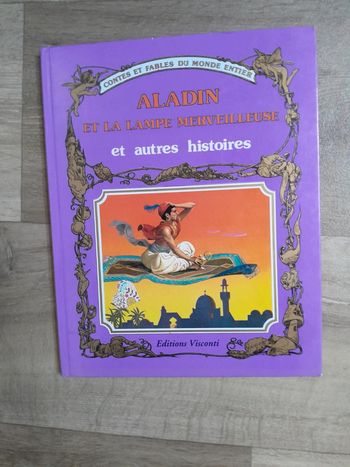 CONTES ET FABLES DU MONDE ENTIER
ALADIN
ET LA LAMPE MERVEILLEUSE
et autres histoires
Editions Visconti